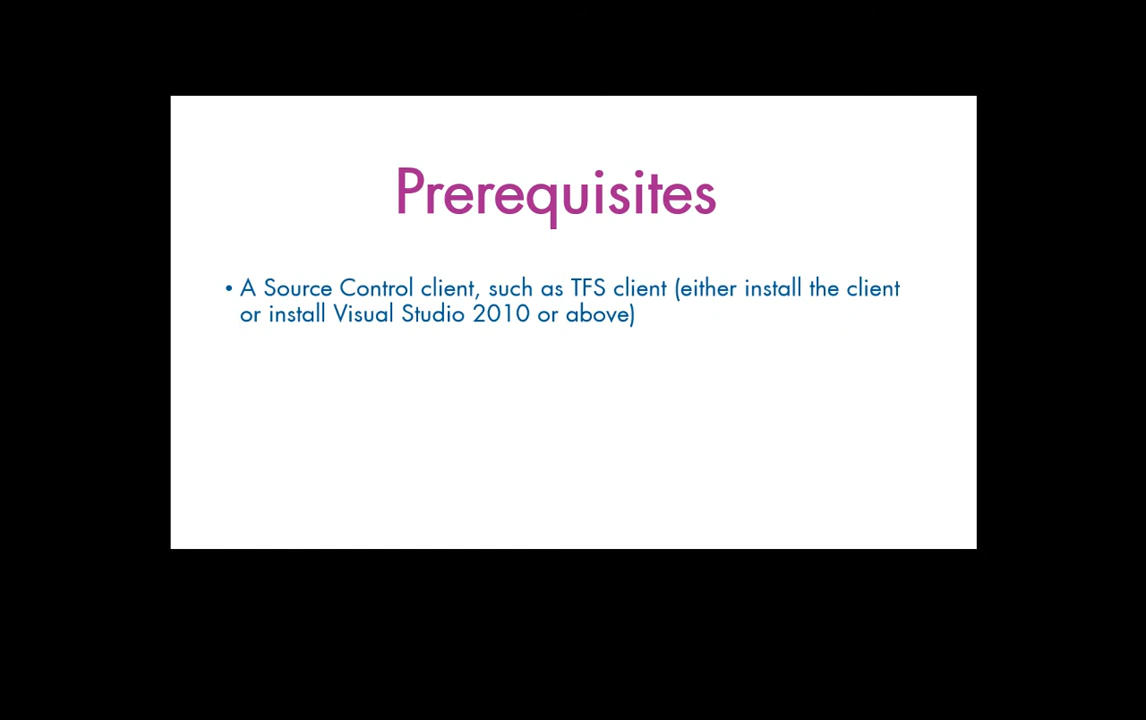 Prerequisites
• A Source Control client, such as TFS client (either install the client
or install Visual Studio 2010 or above)